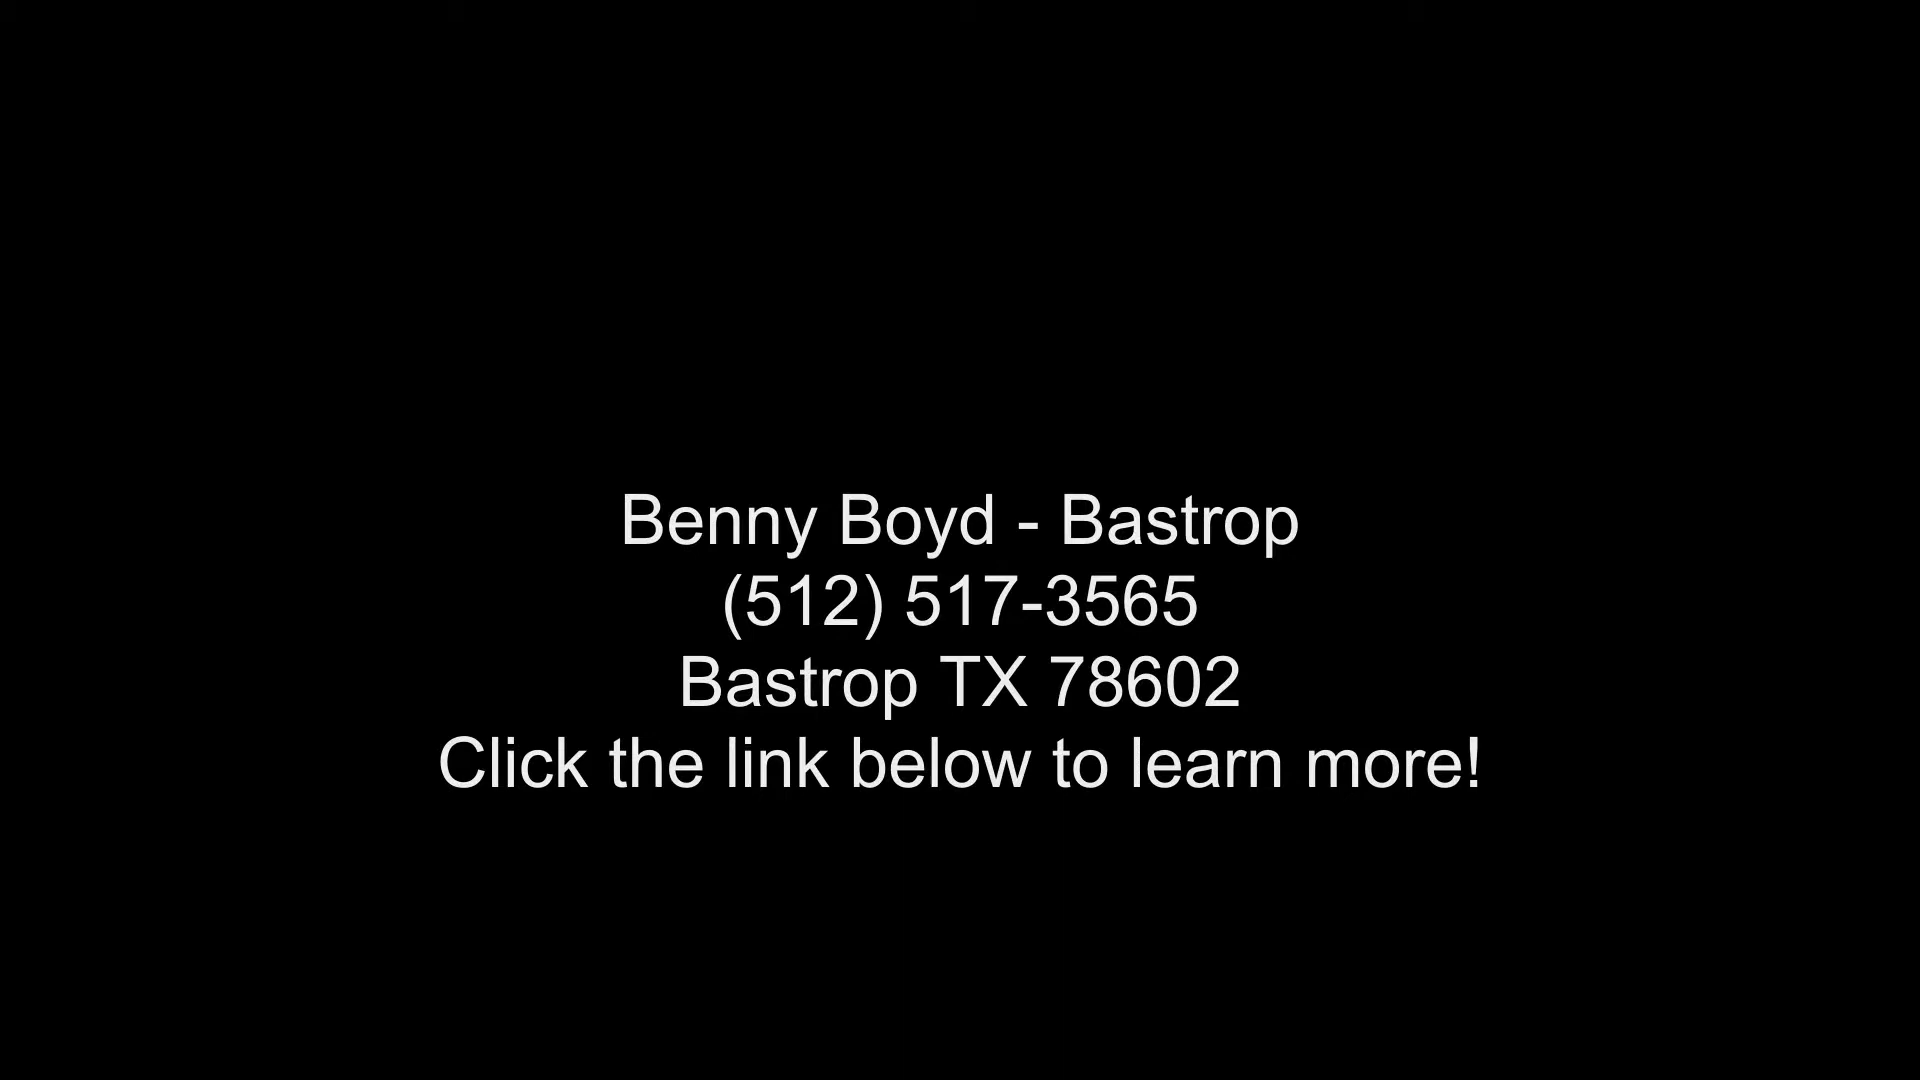 Benny Boyd - Bastrop
(512) 517-3565
Bastrop TX 78602
Click the link below to learn more!